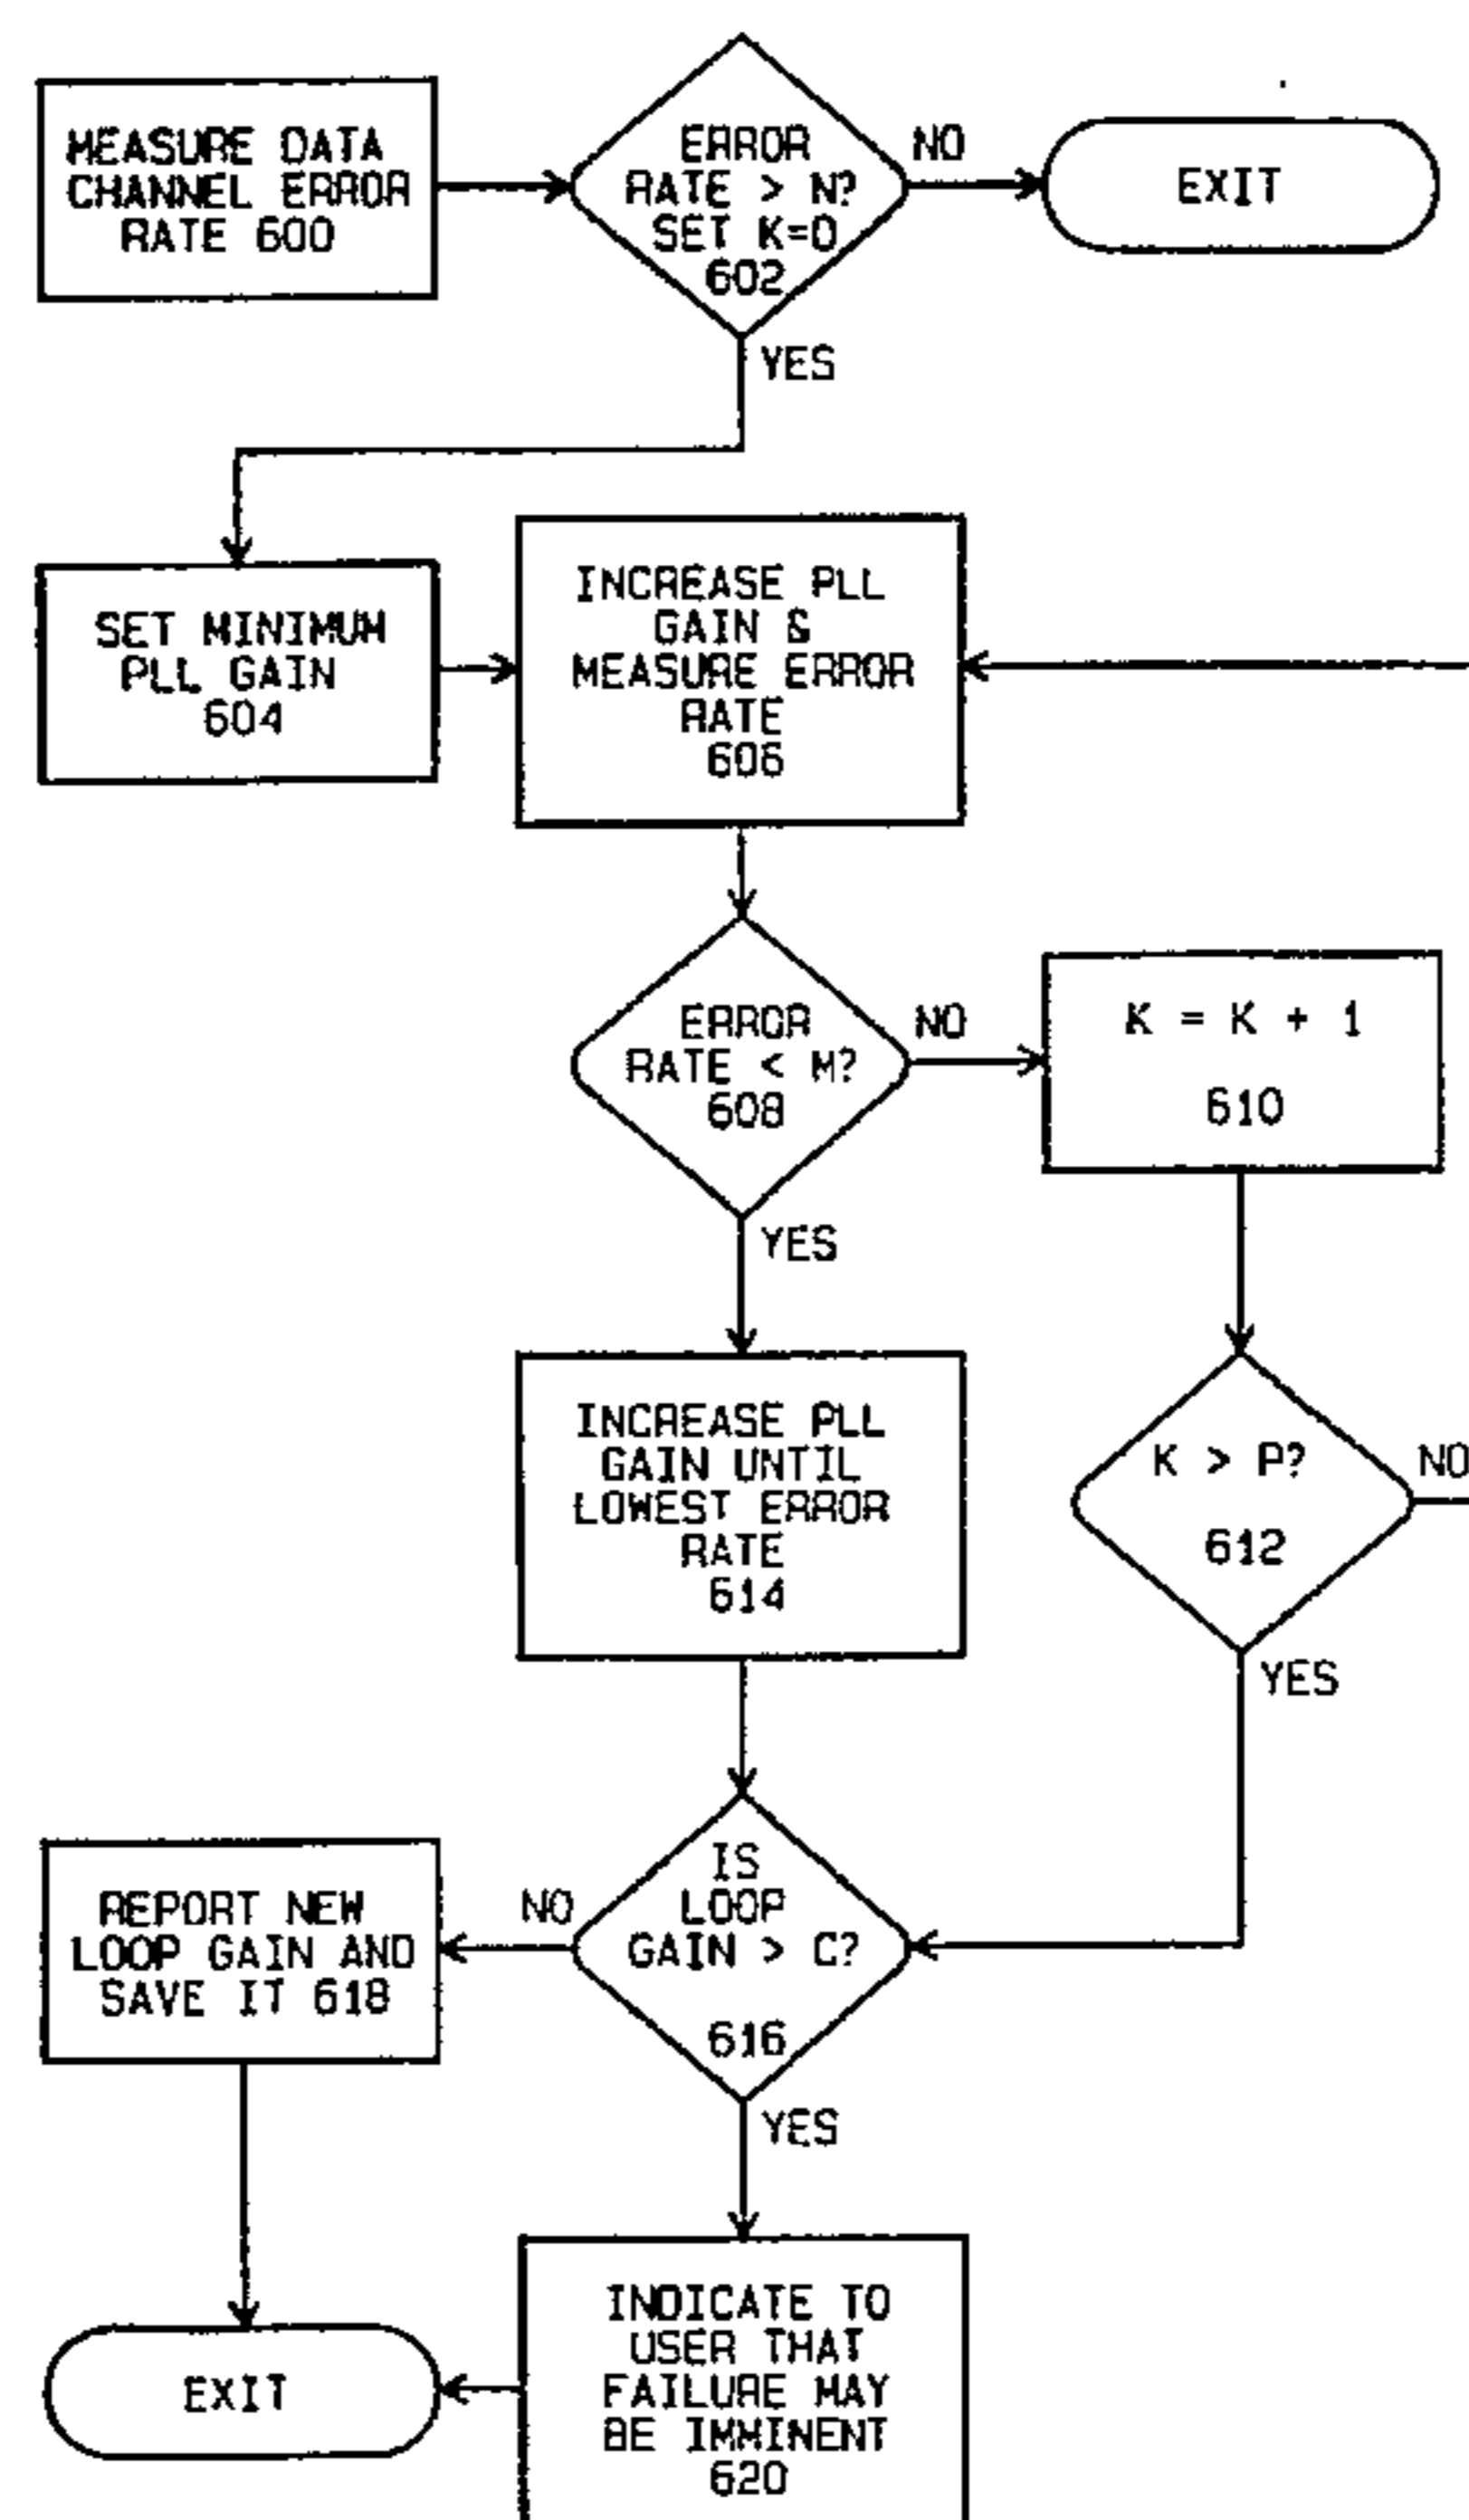 MEASURE DATA
CHANNEL ERROR
RATE 600
ERROR
RATE > N?
SET K=0
602
NO
EXIT
YES
SET MINIMUM
PLL GAIN
604
INCREASE PLL
GAIN &
MEASURE ERROR
RATE
606
ERROR
RATE < M?
608
NO
K = K + 1
610
YES
INCREASE PLL
GAIN UNTIL
LOWEST ERROR
RATE
614
K > P?
612
NO
YES
IS
LOOP
GAIN > C?
616
NO
REPORT NEW
LOOP GAIN AND
SAVE IT 618
YES
INDICATE TO
USER THAT
FAILURE MAY
BE IMMINENT
620
EXIT